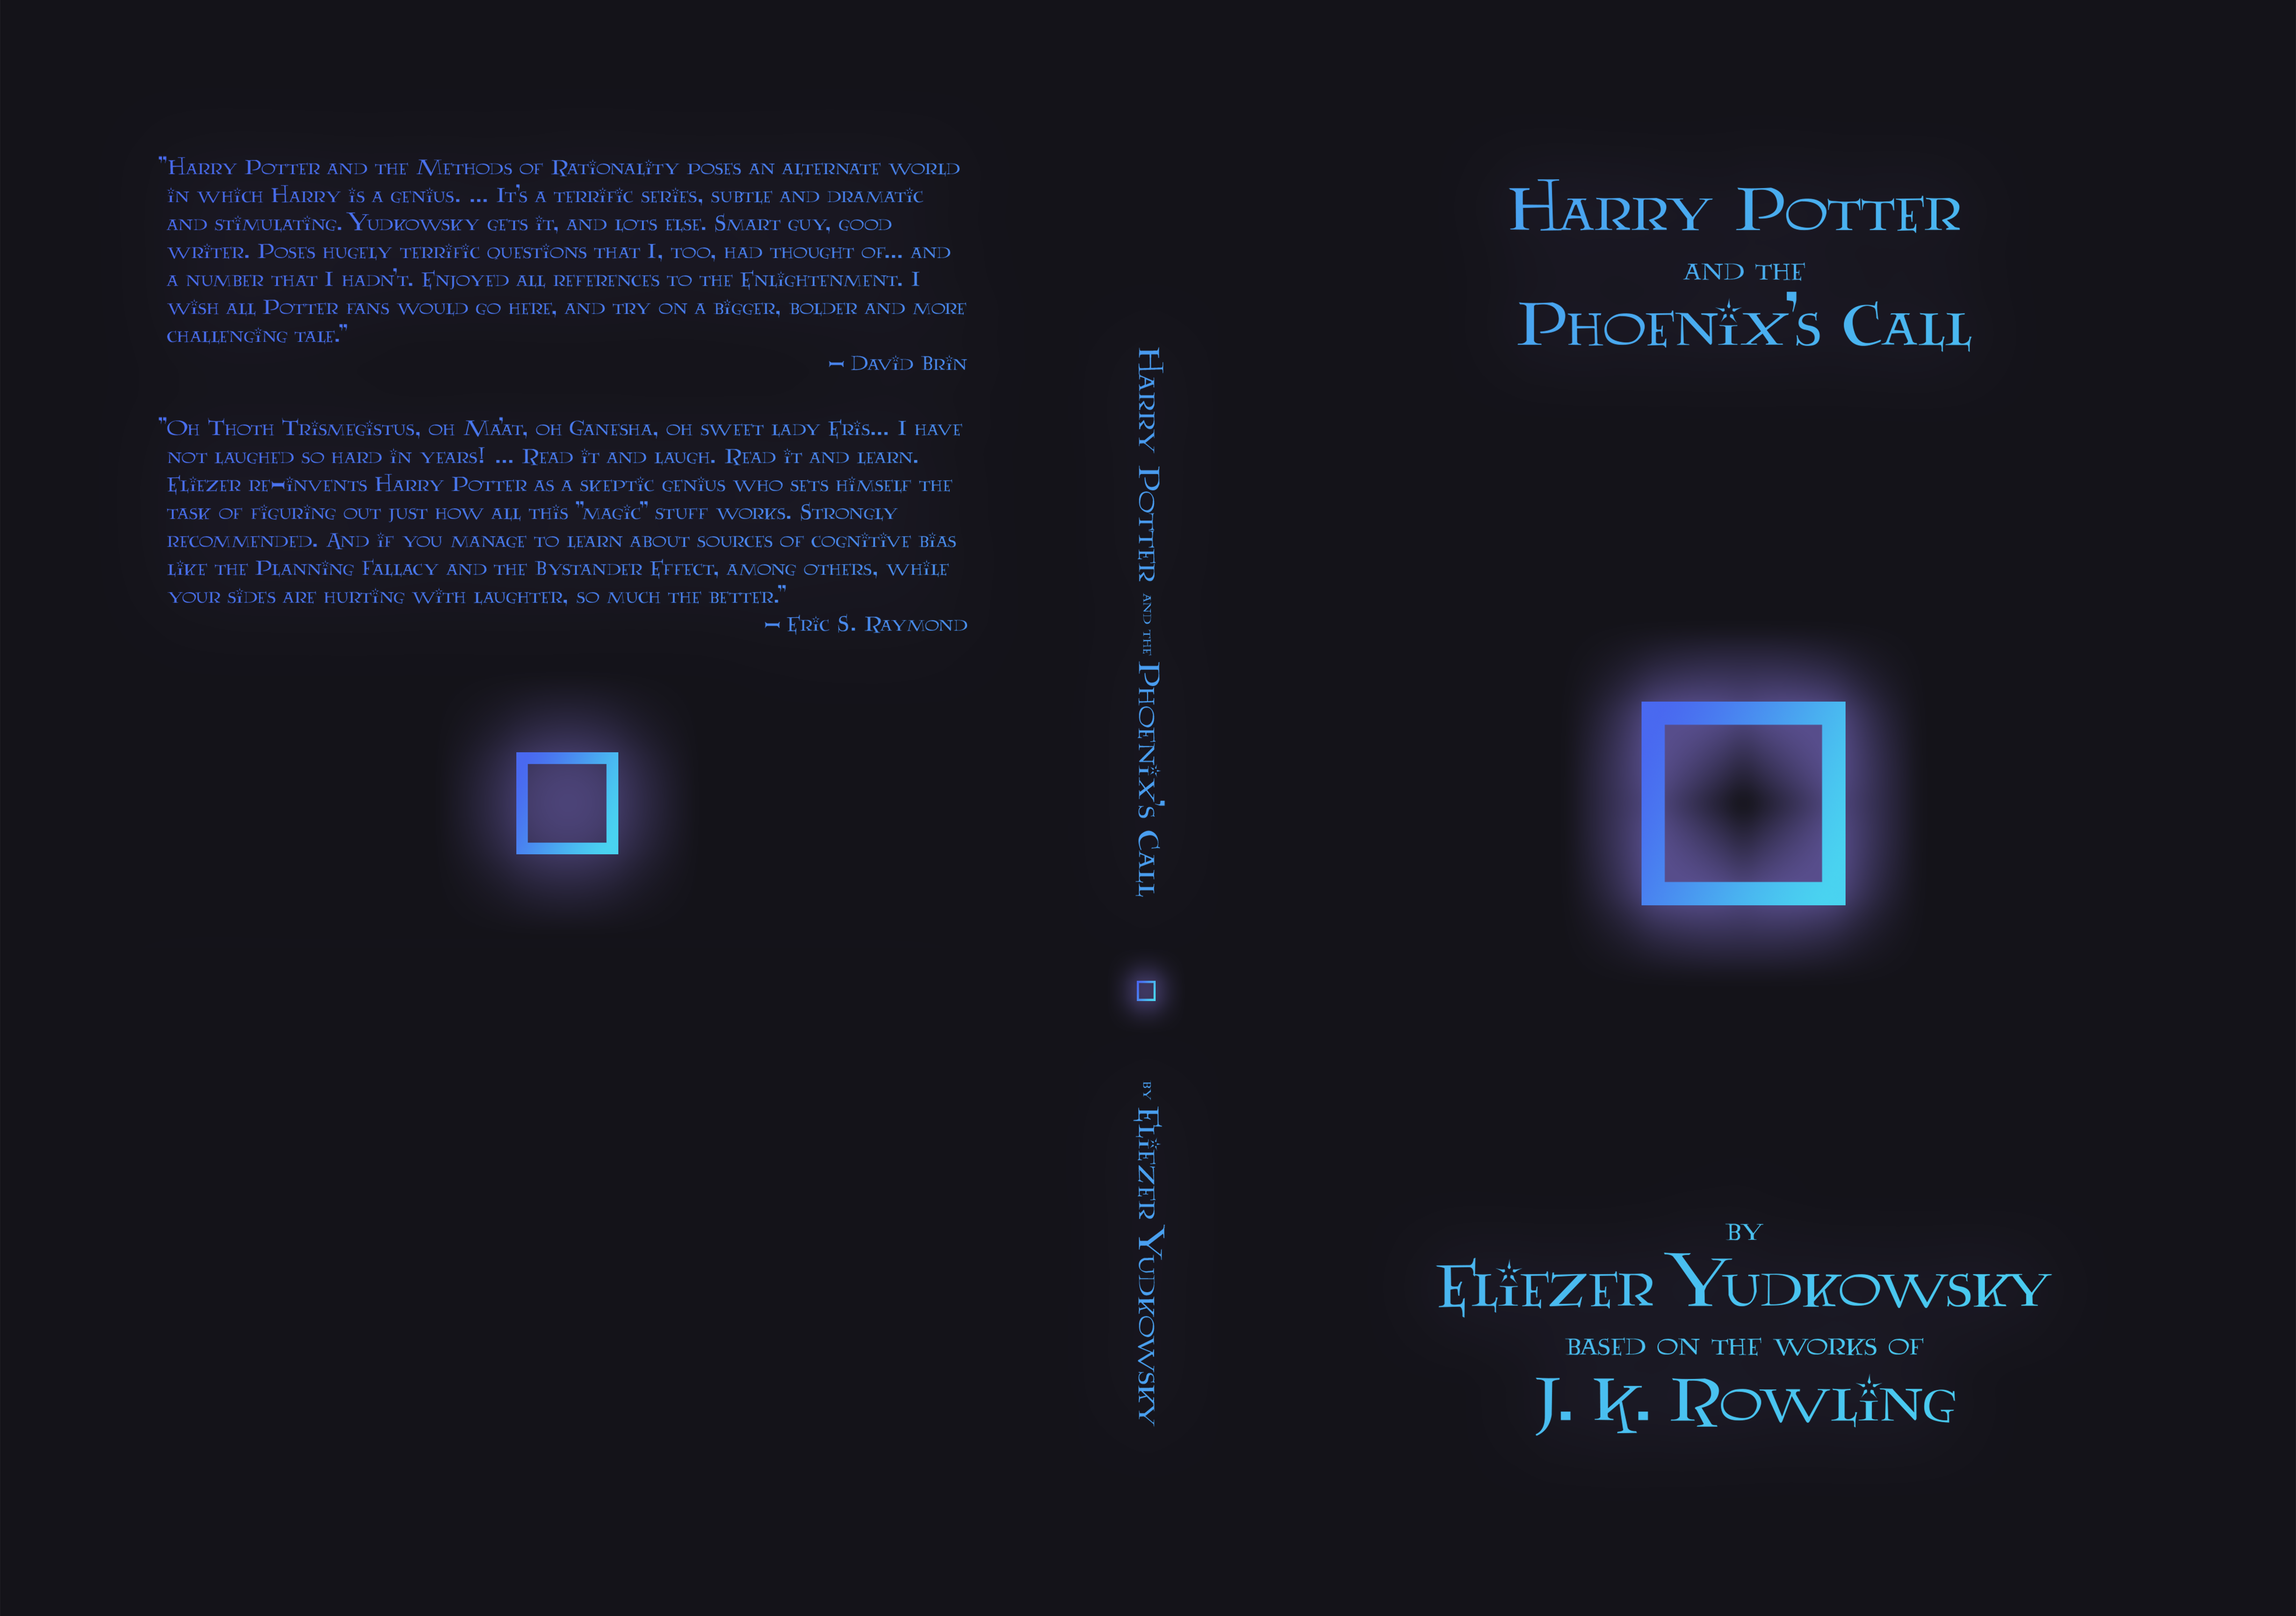 "Harry Potter and the Methods of Rationality poses an alternate world
in which Harry is a genius. ... It's a terrific series, subtle and dramatic
and stimulating. Yudkowsky gets it, and lots else. Smart guy, good
writer. Poses hugely terrific questions that I, too, had thought of... and
a number that I hadn't. Enjoyed all references to the Enlightenment. I
wish all Potter fans would go here, and try on a bigger, bolder and more
challenging tale."
- David Brin
"Oh Thoth Trismegistus, oh Ma'at, oh Ganesha, oh sweet lady Eris... I have
not laughed so hard in years! ... Read it and laugh. Read it and learn.
Eliezer re-invents Harry Potter as a skeptic genius who sets himself the
task of figuring out just how all this "magic" stuff works. Strongly
recommended. And if you manage to learn about sources of cognitive bias
like the Planning Fallacy and the Bystander Effect, among others, while
your sides are hurting with laughter, so much the better."
- Eric S. Raymond
Harry Potter and the Phoenix's Call
by Eliezer Yudkowsky
Harry Potter
and the
Phoenix's Call
by
Eliezer Yudkowsky
based on the works of
J. K. Rowling